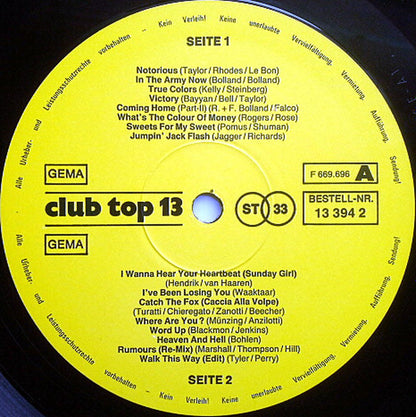 Alle Urheber- und Leistungsschutzrechte vorbehalten - Kein Verleih! Keine unerlaubte Vervielfältigung, Vermietung, Aufführung, Sendung!
SEITE 1
Notorious (Taylor/Rhodes/Le Bon)
In The Army Now (Bolland/Bolland)
True Colors (Kelly/Steinberg)
Victory (Bayyan/Bell/Taylor)
Coming Home (Part-II) (R. + F. Bolland/Falco)
What's The Colour Of Money (Rogers/Rose)
Sweets For My Sweet (Pomus/Shuman)
Jumpin' Jack Flash (Jagger/Richards)
GEMA
F 669.696 A
club top 13
ST 33
BESTELL-NR.
13 394 2
GEMA
I Wanna Hear Your Heartbeat (Sunday Girl)
(Hendrik/van Haaren)
I've Been Losing You (Waaktaar)
Catch The Fox (Caccia Alla Volpe)
(Turatti/Chieregato/Zanotti/Beecher)
Where Are You? (Münzing/Anzilotti)
Word Up (Blackmon/Jenkins)
Heaven And Hell (Bohlen)
Rumours (Re-Mix) (Marshall/Thompson/Hill)
Walk This Way (Edit) (Tyler/Perry)
SEITE 2
Alle Urheber- und Leistungsschutzrechte vorbehalten - Kein Verleih! Keine unerlaubte Vervielfältigung, Vermietung, Aufführung, Sendung!